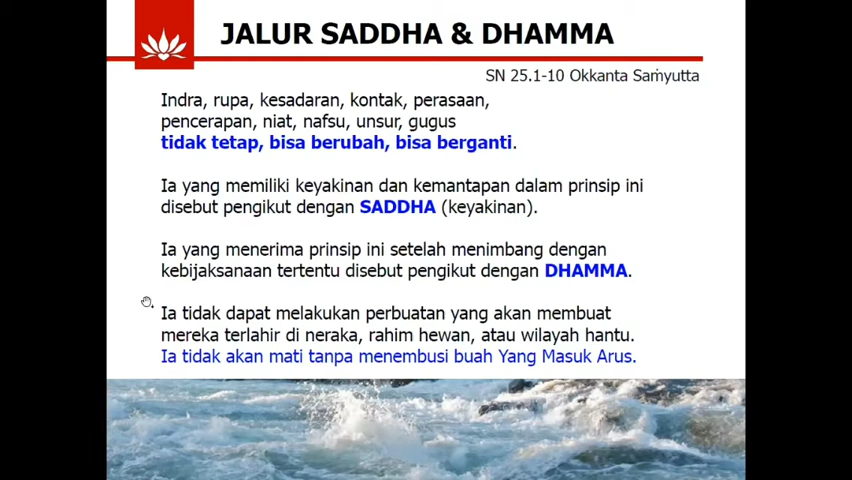 JALUR SADDHA & DHAMMA
SN 25.1-10 Okkanta Saṁyutta
Indra, rupa, kesadaran, kontak, perasaan,
pencerapan, niat, nafsu, unsur, gugus
tidak tetap, bisa berubah, bisa berganti.
Ia yang memiliki keyakinan dan kemantapan dalam prinsip ini
disebut pengikut dengan SADDHA (keyakinan).
Ia yang menerima prinsip ini setelah menimbang dengan
kebijaksanaan tertentu disebut pengikut dengan DHAMMA.
Ia tidak dapat melakukan perbuatan yang akan membuat
mereka terlahir di neraka, rahim hewan, atau wilayah hantu.
Ia tidak akan mati tanpa menembusi buah Yang Masuk Arus.